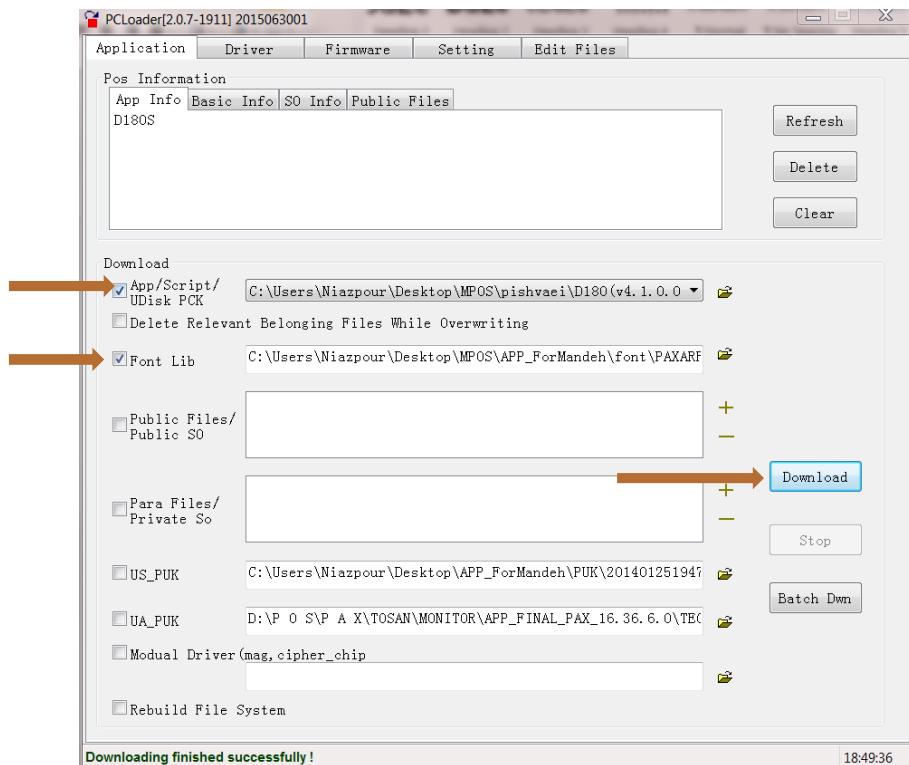 PCLoader[2.0.7-1911] 2015063001
Application Driver Firmware Setting Edit Files
Pos Information
App Info Basic Info SO Info Public Files
D180S
Refresh
Delete
Clear
Download
App/Script/
UDisk PCK
C:\Users\Niazpour\Desktop\MPOS\pishvaei\D180(v4.1.0.0
Delete Relevant Belonging Files While Overwriting
Font Lib
C:\Users\Niazpour\Desktop\MPOS\APP_ForMandeh\font\PAXARF
Public Files/
Public SO
Download
Para Files/
Private So
Stop
US_PUK
C:\Users\Niazpour\Desktop\APP_ForMandeh\PUK\201401251947
Batch Dwn
UA_PUK
D:\P O S\P A X\TOSAN\MONITOR\APP_FINAL_PAX_16.36.6.0\TEC
Modual Driver(mag,cipher_chip
Rebuild File System
Downloading finished successfully !
18:49:36